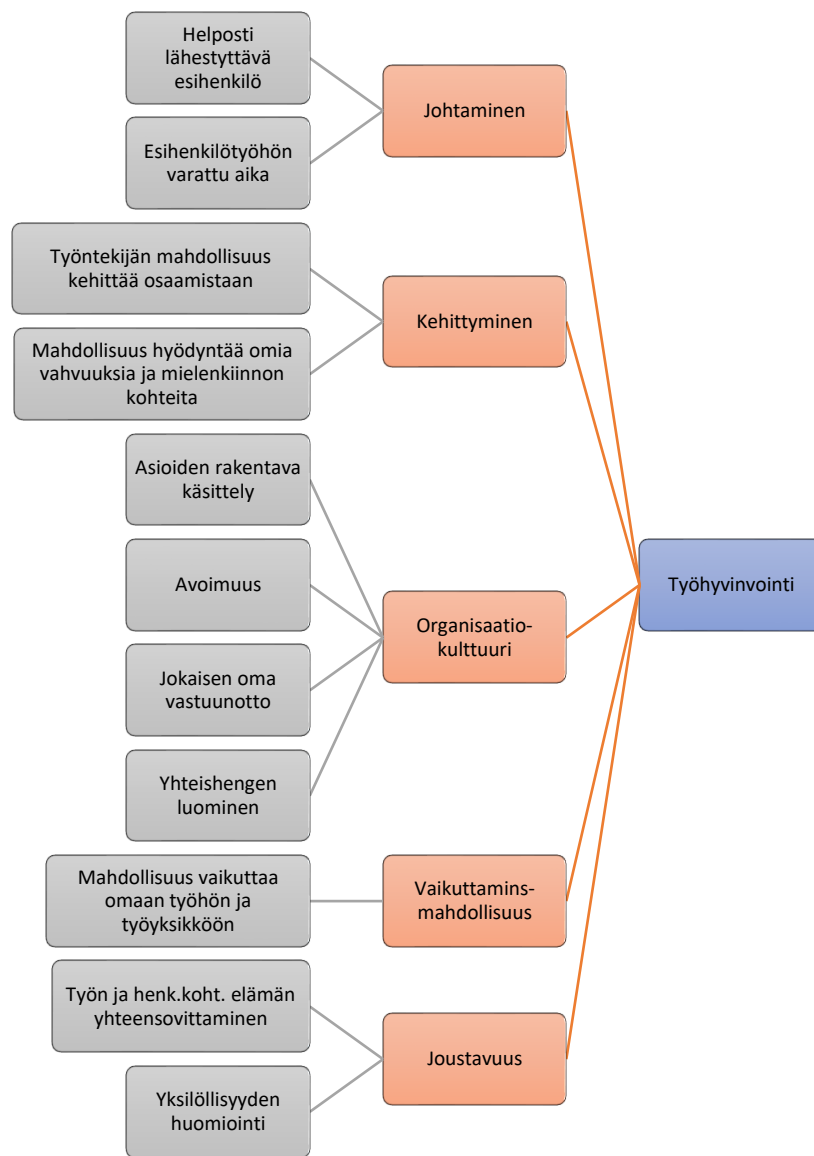 Helposti
lähestyttävä
esihenkilö
Johtaminen
Esihenkilötyöhön
varattu aika
Työntekijän mahdollisuus
kehittää osaamistaan
Kehittyminen
Mahdollisuus hyödyntää omia
vahvuuksia ja mielenkiinnon
kohteita
Asioiden rakentava
käsittely
Avoimuus
Organisaatio-
kulttuuri
Työhyvinvointi
Jokaisen oma
vastuunotto
Yhteishengen
luominen
Mahdollisuus vaikuttaa
omaan työhön ja
työyksikköön
Vaikuttamins-
mahdollisuus
Työn ja henk.koht. elämän
yhteensovittaminen
Joustavuus
Yksilöllisyyden
huomiointi